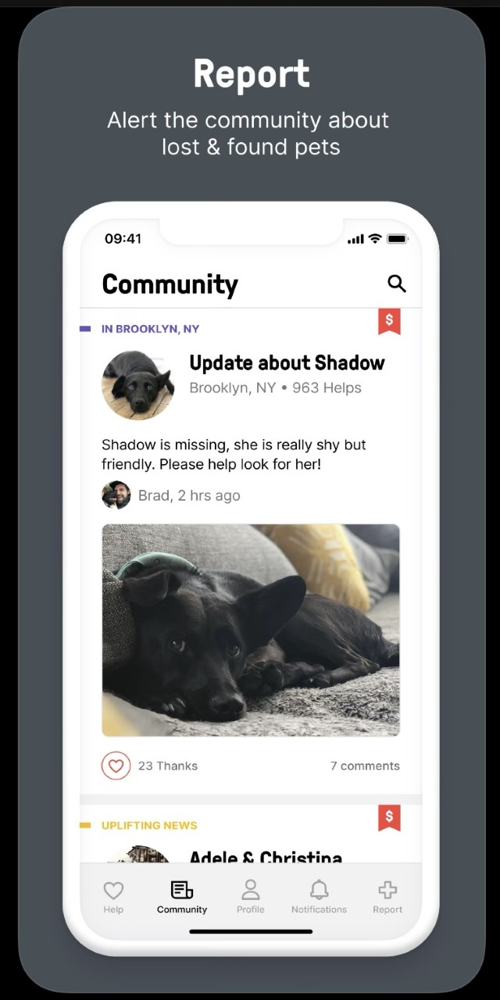 Report
Alert the community about
lost & found pets
09:41
Community
$
IN BROOKLYN, NY
Update about Shadow
Brooklyn, NY • 963 Helps
Shadow is missing, she is really shy but
friendly. Please help look for her!
Brad, 2 hrs ago
23 Thanks
7 comments
$
UPLIFTING NEWS
Adele & Christina
Help
Community
Profile
Notifications
Report